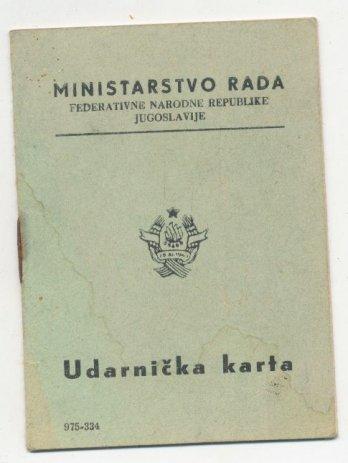 MINISTARSTVO RADA
FEDERATIVNE NARODNE REPUBLIKE
JUGOSLAVIJE
Udarnička karta
975-334